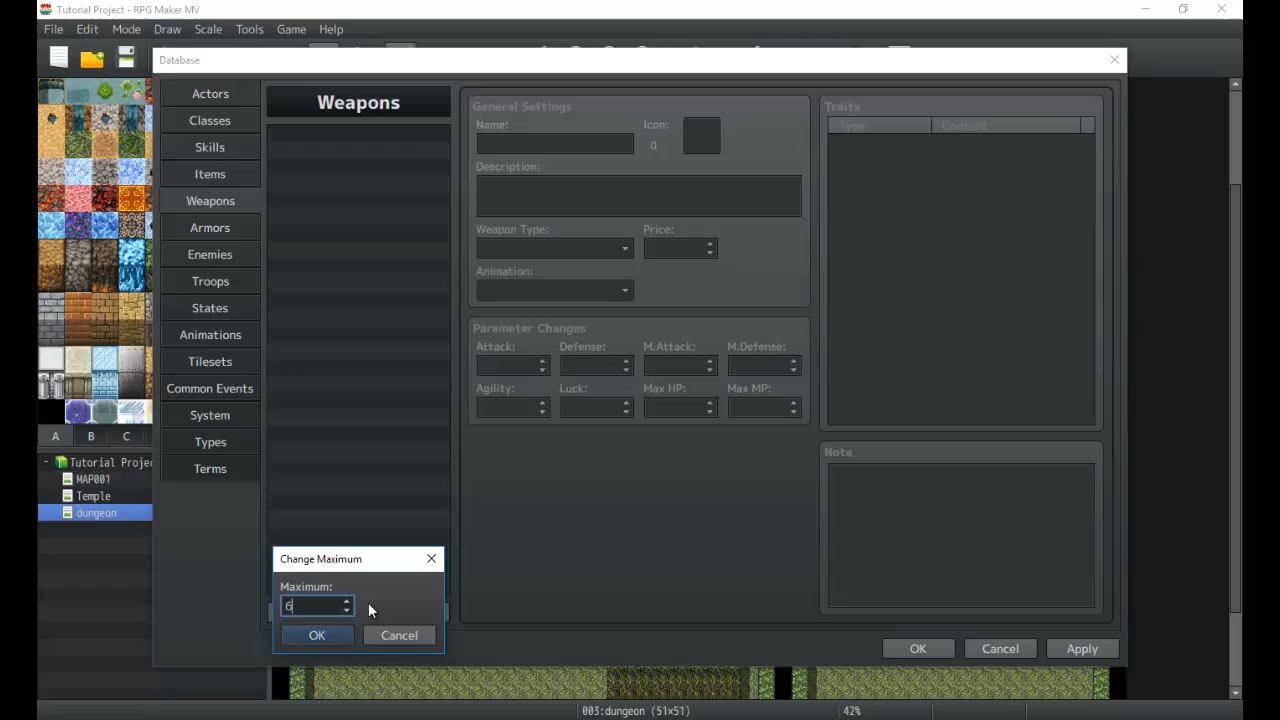 Tutorial Project - RPG Maker MV
File Edit Mode Draw Scale Tools Game Help
Database
Actors
Classes
Skills
Items
Weapons
Armors
Enemies
Troops
States
Animations
Tilesets
Common Events
System
Types
Terms
Weapons
General Settings
Name:
Icon:
0
Description:
Weapon Type:
Price:
Animation:
Parameter Changes
Attack: Defense: M.Attack: M.Defense:
Agility: Luck: Max HP: Max MP:
Traits
Type Content
Note
A B C
Tutorial Projec
MAP001
Temple
dungeon
Change Maximum
Maximum:
6
OK Cancel
OK Cancel Apply
003:dungeon (51x51) 42%